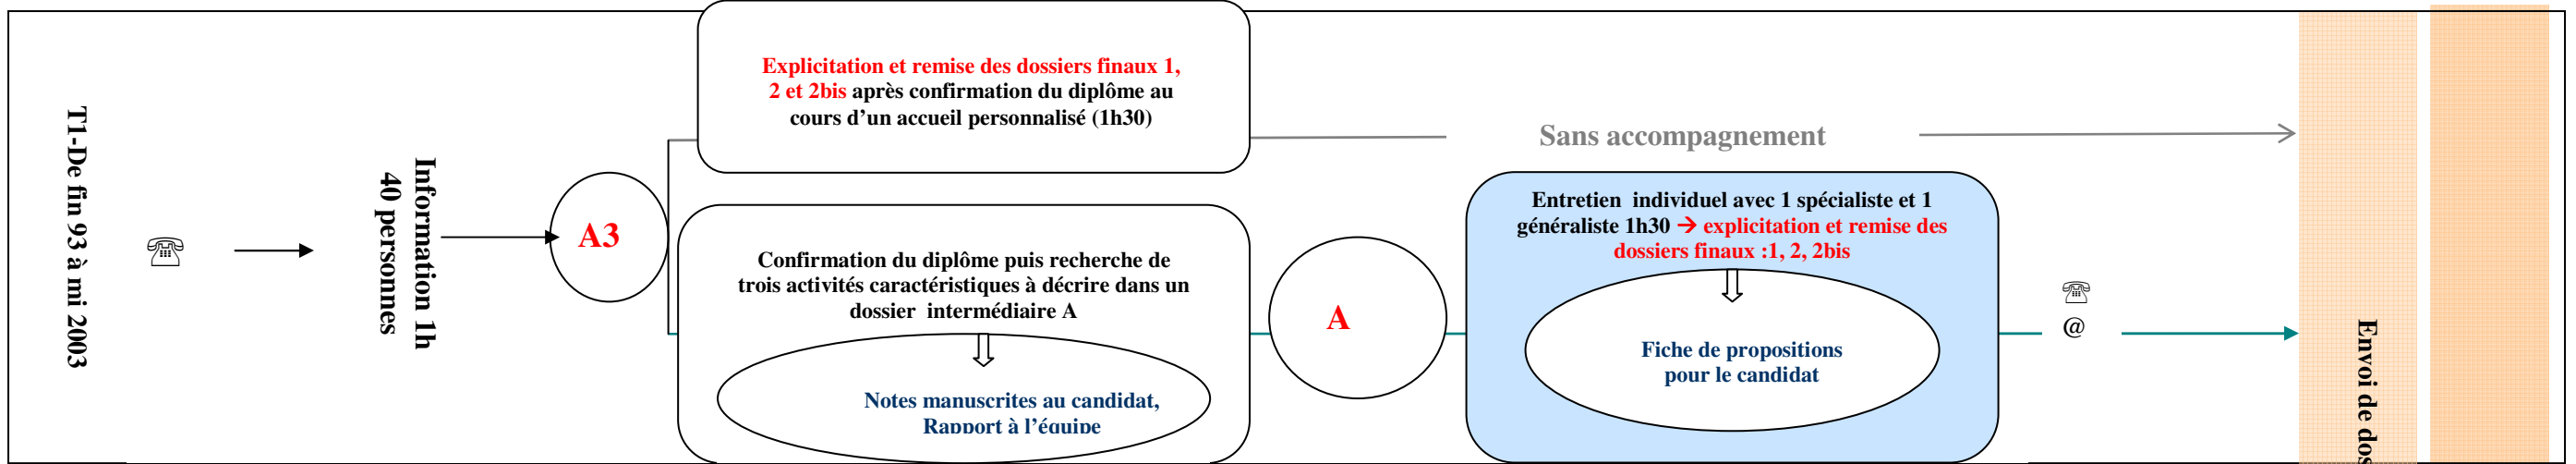 T1-De fin 93 à mi 2003
Information 1h
40 personnes
A3
Explicitation et remise des dossiers finaux 1,
2 et 2bis après confirmation du diplôme au
cours d’un accueil personnalisé (1h30)
Sans accompagnement
Confirmation du diplôme puis recherche de
trois activités caractéristiques à décrire dans un
dossier intermédiaire A
Notes manuscrites au candidat,
Rapport à l’équipe
A
Entretien individuel avec 1 spécialiste et 1
généraliste 1h30 → explicitation et remise des
dossiers finaux :1, 2, 2bis
Fiche de propositions
pour le candidat
@
Envoi de dos